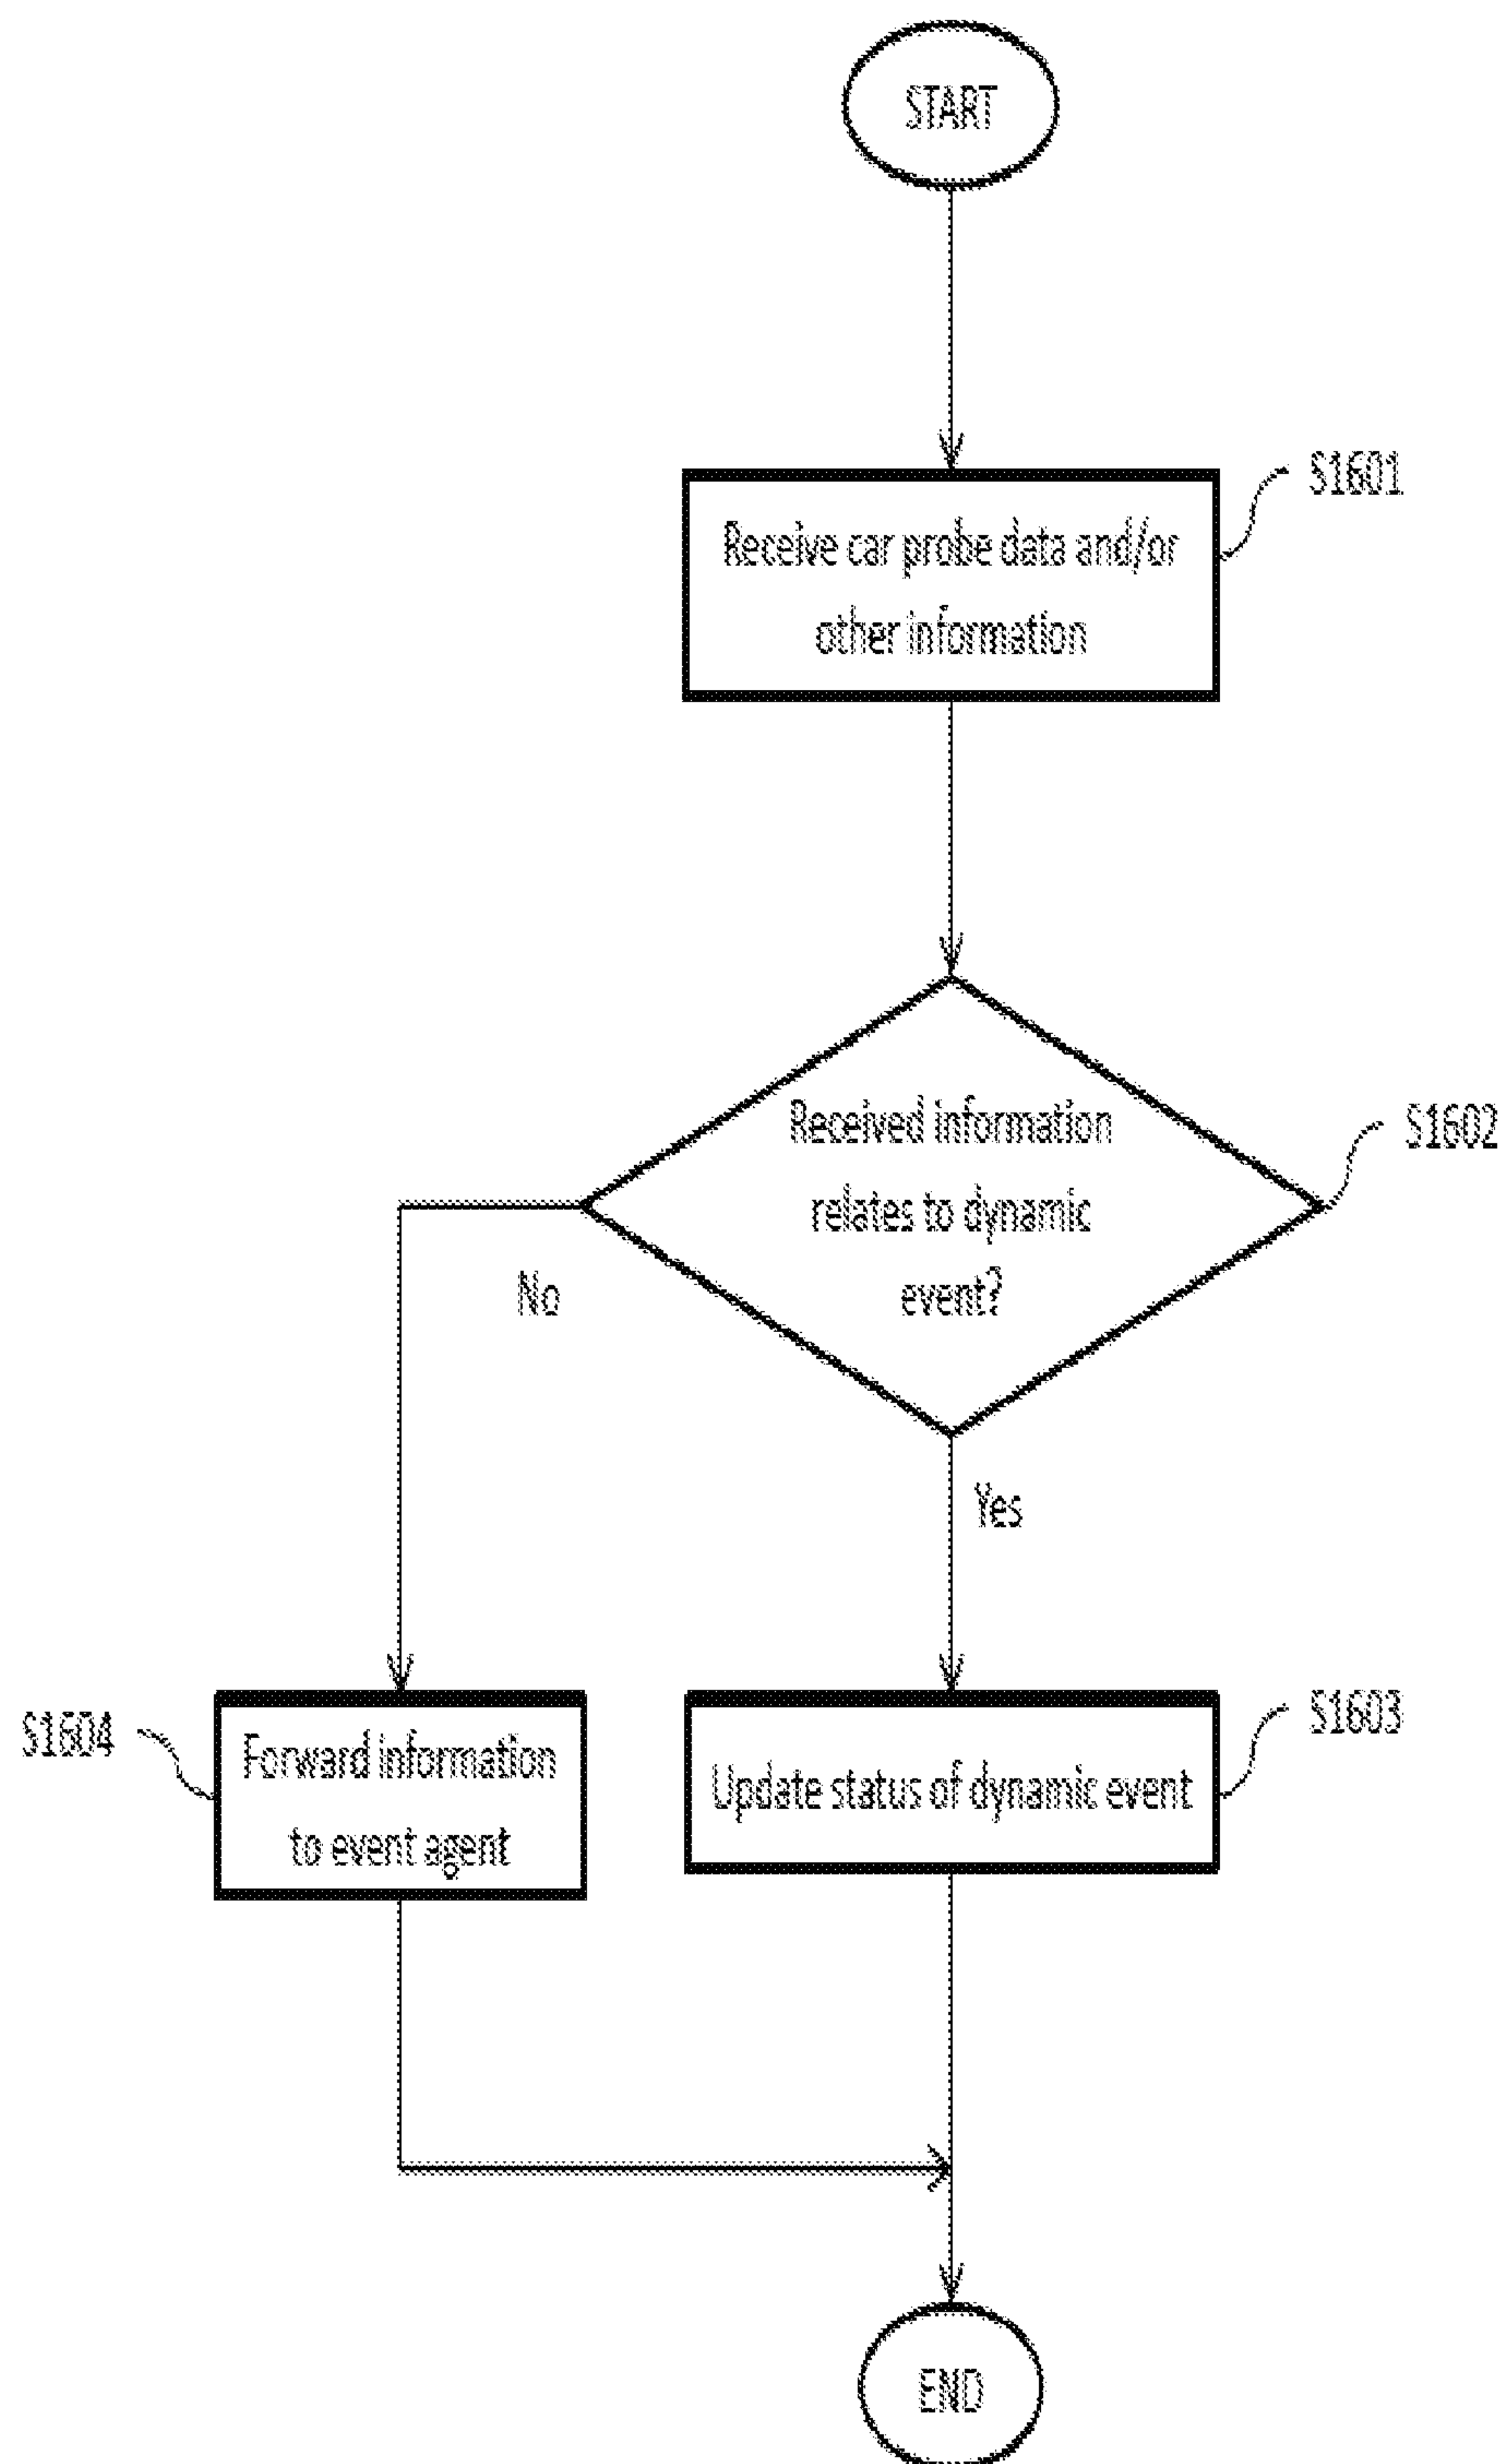 START
S1601
Receive car probe data and/or
other information
Received information
relates to dynamic
event?
S1602
No
Yes
S1604
Forward information
to event agent
Update status of dynamic event
S1603
END